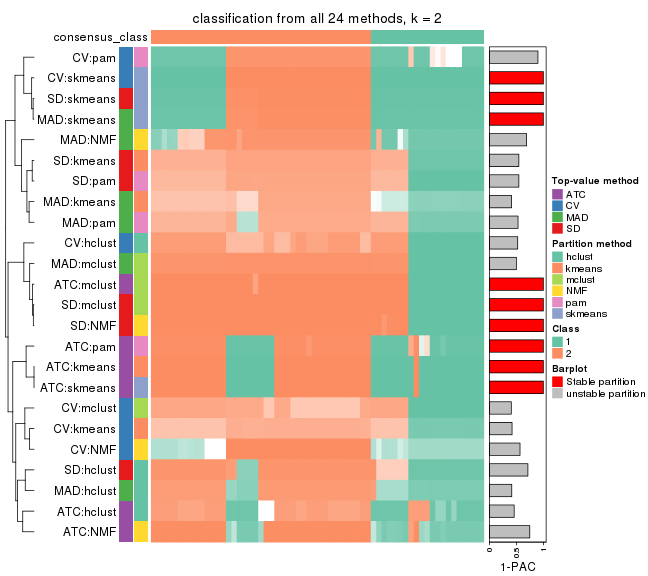 classification from all 24 methods, k = 2
consensus_class
CV:pam
CV:skmeans
SD:skmeans
MAD:skmeans
MAD:NMF
SD:kmeans
SD:pam
MAD:kmeans
MAD:pam
CV:hclust
MAD:mclust
ATC:mclust
SD:mclust
SD:NMF
ATC:pam
ATC:kmeans
ATC:skmeans
CV:mclust
CV:kmeans
CV:NMF
SD:hclust
MAD:hclust
ATC:hclust
ATC:NMF
0
0.5
1
1-PAC
Top-value method
ATC
CV
MAD
SD
Partition method
hclust
kmeans
mclust
NMF
pam
skmeans
Class
1
2
Barplot
Stable partition
unstable partition